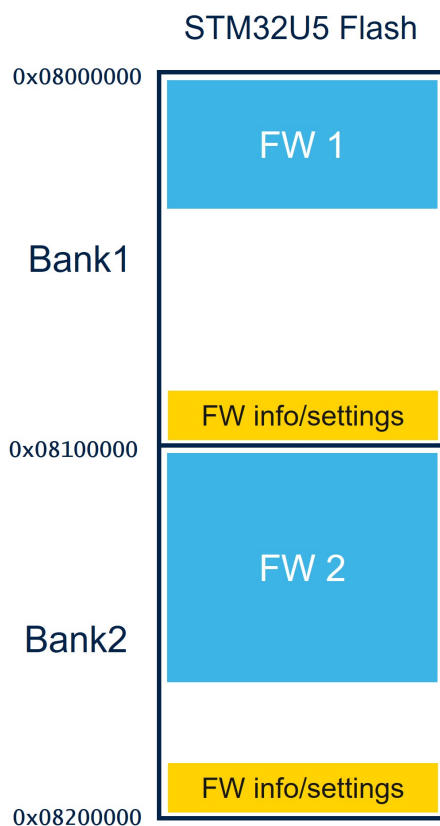 STM32U5 Flash
0x08000000
FW 1
Bank1
FW info/settings
0x08100000
FW 2
Bank2
FW info/settings
0x08200000